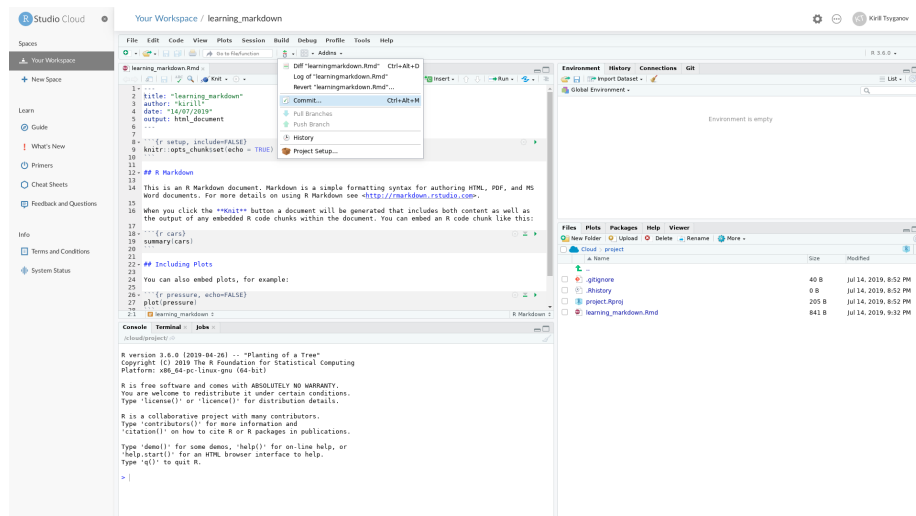 R Studio Cloud
Your Workspace / learning_markdown
Kirill Tsyganov
Spaces
Your Workspace
+ New Space
Learn
Guide
What's New
Primers
Cheat Sheets
Feedback and Questions
Info
Terms and Conditions
System Status
File Edit Code View Plots Session Build Debug Profile Tools Help
Go to file/function
Addins
R 3.6.0
learning_markdown.Rmd
Knit
Insert
Run
Diff "learningmarkdown.Rmd" Ctrl+Alt+D
Log of "learningmarkdown.Rmd"
Revert "learningmarkdown.Rmd"...
Commit... Ctrl+Alt+M
Pull Branches
Push Branch
History
Project Setup...
1 ---
2 title: "learning_markdown"
3 author: "kirill"
4 date: "14/07/2019"
5 output: html_document
6 ---
7
8 ```{r setup, include=FALSE}
9 knitr::opts_chunk$set(echo = TRUE)
10 ```
11
12 ## R Markdown
13
14 This is an R Markdown document. Markdown is a simple formatting syntax for authoring HTML, PDF, and MS
Word documents. For more details on using R Markdown see <http://rmarkdown.rstudio.com>.
15
16 When you click the **Knit** button a document will be generated that includes both content as well as
the output of any embedded R code chunks within the document. You can embed an R code chunk like this:
17
18 ```{r cars}
19 summary(cars)
20 ```
21
22 ## Including Plots
23
24 You can also embed plots, for example:
25
26 ```{r pressure, echo=FALSE}
27 plot(pressure)
28 ```
2:1 learning_markdown R Markdown
Console Terminal Jobs
/cloud/project/
R version 3.6.0 (2019-04-26) -- "Planting of a Tree"
Copyright (C) 2019 The R Foundation for Statistical Computing
Platform: x86_64-pc-linux-gnu (64-bit)
R is free software and comes with ABSOLUTELY NO WARRANTY.
You are welcome to redistribute it under certain conditions.
Type 'license()' or 'licence()' for distribution details.
R is a collaborative project with many contributors.
Type 'contributors()' for more information and
'citation()' on how to cite R or R packages in publications.
Type 'demo()' for some demos, 'help()' for on-line help, or
'help.start()' for an HTML browser interface to help.
Type 'q()' to quit R.
>
Environment History Connections Git
Import Dataset
List
Global Environment
Environment is empty
Files Plots Packages Help Viewer
New Folder Upload Delete Rename More
Cloud project
Name Size Modified
..
.gitignore 40 B Jul 14, 2019, 8:52 PM
.Rhistory 0 B Jul 14, 2019, 8:52 PM
project.Rproj 205 B Jul 14, 2019, 8:52 PM
learning_markdown.Rmd 841 B Jul 14, 2019, 9:32 PM